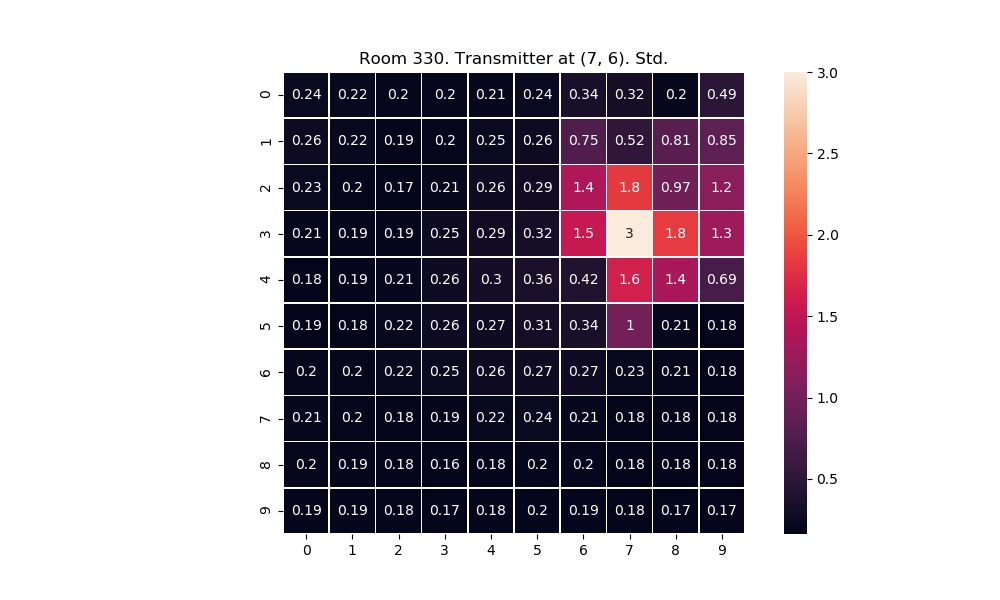 Room 330. Transmitter at (7, 6). Std.
0 0.24 0.22 0.2 0.2 0.21 0.24 0.34 0.32 0.2 0.49
1 0.26 0.22 0.19 0.2 0.25 0.26 0.75 0.52 0.81 0.85
2 0.23 0.2 0.17 0.21 0.26 0.29 1.4 1.8 0.97 1.2
3 0.21 0.19 0.19 0.25 0.29 0.32 1.5 3 1.8 1.3
4 0.18 0.19 0.21 0.26 0.3 0.36 0.42 1.6 1.4 0.69
5 0.19 0.18 0.22 0.26 0.27 0.31 0.34 1 0.21 0.18
6 0.2 0.2 0.22 0.25 0.26 0.27 0.27 0.23 0.21 0.18
7 0.21 0.2 0.18 0.19 0.22 0.24 0.21 0.18 0.18 0.18
8 0.2 0.19 0.18 0.16 0.18 0.2 0.2 0.18 0.18 0.18
9 0.19 0.19 0.18 0.17 0.18 0.2 0.19 0.18 0.17 0.17
0 1 2 3 4 5 6 7 8 9
3.0
2.5
2.0
1.5
1.0
0.5